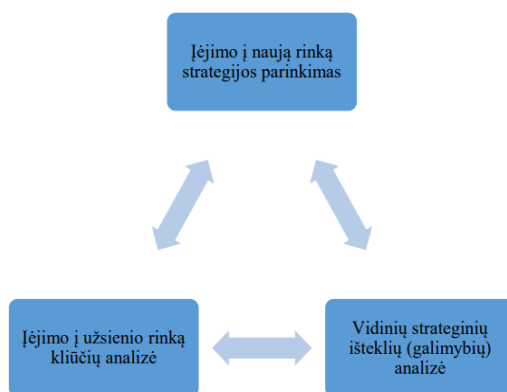 Įėjimo į naują rinką
strategijos parinkimas
Įėjimo į užsienio rinką
kliūčių analizė
Vidinių strateginių
išteklių (galimybių)
analizė